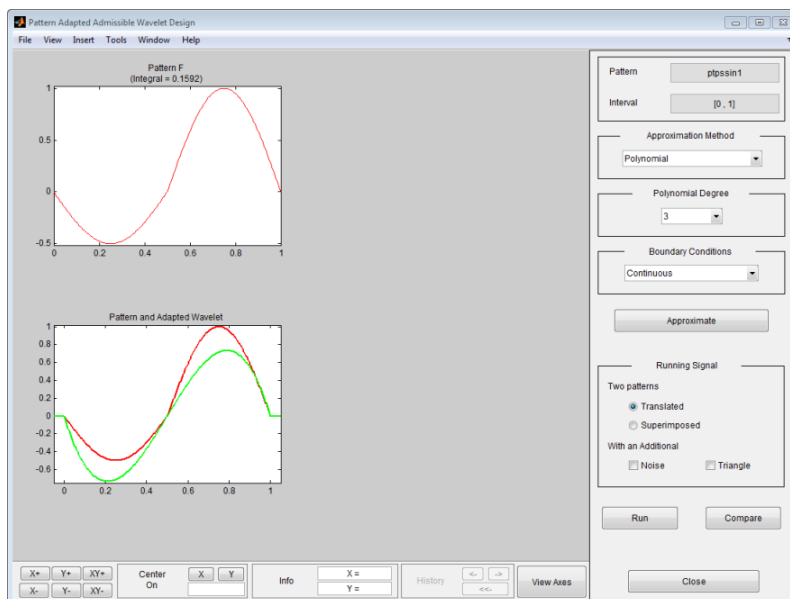 Pattern Adapted Admissible Wavelet Design
File View Insert Tools Window Help
Pattern F
(Integral = 0.1592)
1
0.5
0
-0.5
0 0.2 0.4 0.6 0.8 1
Pattern and Adapted Wavelet
1
0.8
0.6
0.4
0.2
0
-0.2
-0.4
-0.6
0 0.2 0.4 0.6 0.8 1
Pattern ptpssin1
Interval [0 , 1]
Approximation Method
Polynomial
Polynomial Degree
3
Boundary Conditions
Continuous
Approximate
Running Signal
Two patterns
Translated
Superimposed
With an Additional
Noise Triangle
Run Compare
Close
X+ Y+ XY+
X- Y- XY-
Center
On
X Y
Info
X =
Y =
History
<- ->
<<-
View Axes